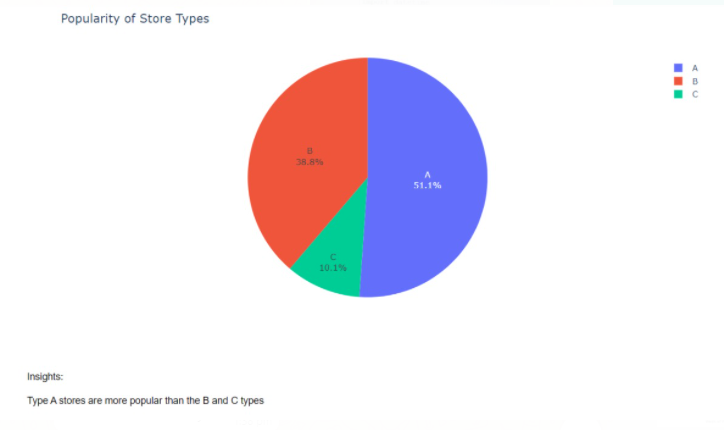 Popularity of Store Types
A
B
C
B
38.8%
A
51.1%
C
10.1%
Insights:
Type A stores are more popular than the B and C types